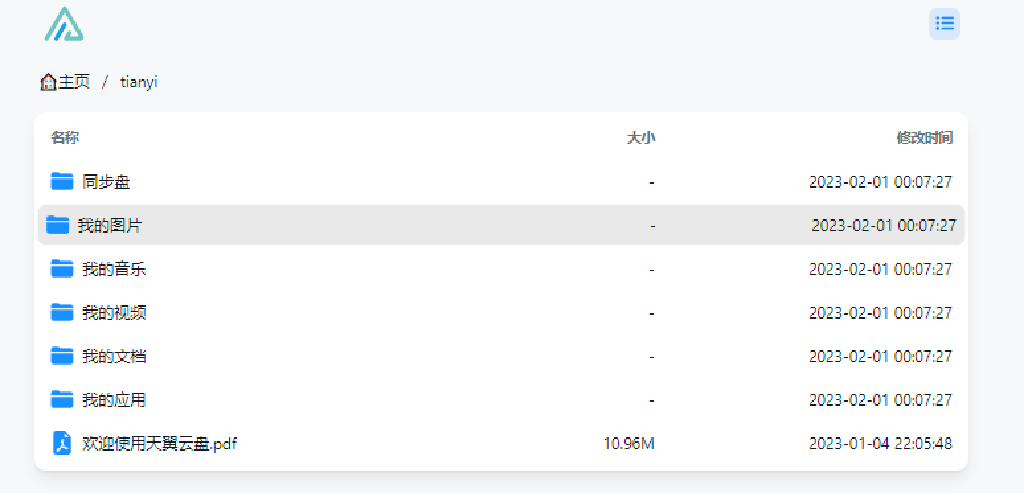 主页 / tianyi
名称 大小 修改时间
同步盘 - 2023-02-01 00:07:27
我的图片 - 2023-02-01 00:07:27
我的音乐 - 2023-02-01 00:07:27
我的视频 - 2023-02-01 00:07:27
我的文档 - 2023-02-01 00:07:27
我的应用 - 2023-02-01 00:07:27
欢迎使用天翼云盘.pdf 10.96M 2023-01-04 22:05:48